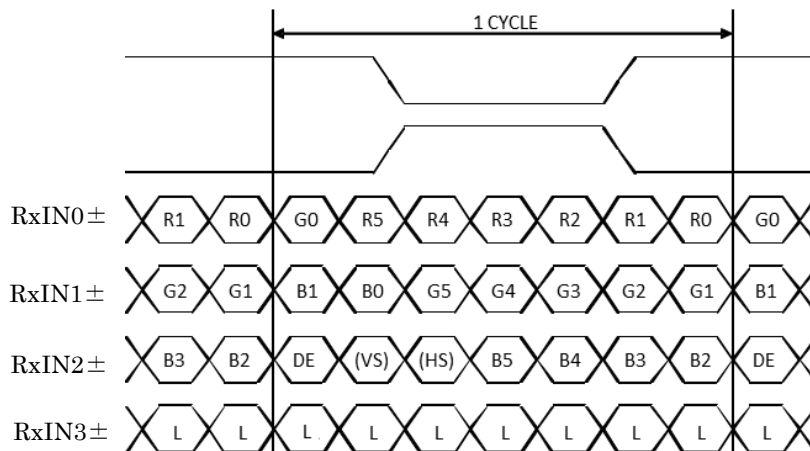 1 CYCLE
RxIN0± R1 R0 G0 R5 R4 R3 R2 R1 R0 G0
RxIN1± G2 G1 B1 B0 G5 G4 G3 G2 G1 B1
RxIN2± B3 B2 DE (VS) (HS) B5 B4 B3 B2 DE
RxIN3± L L L L L L L L L L